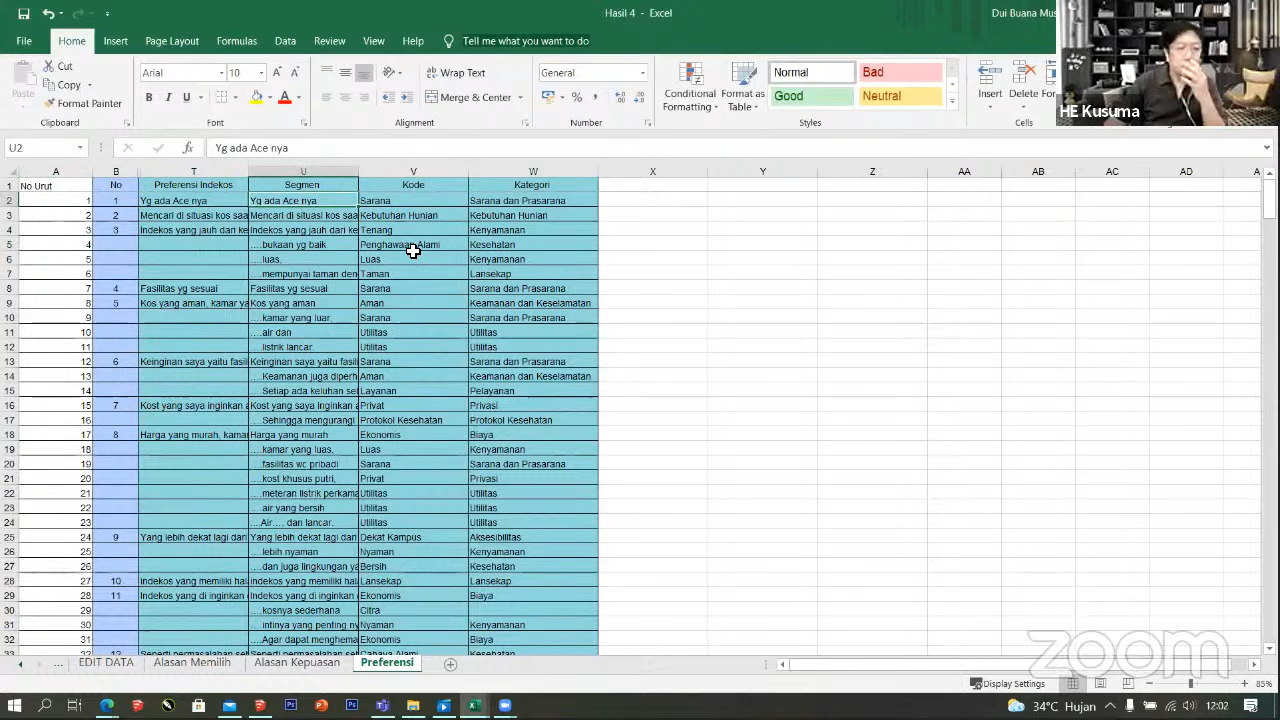 Hasil 4 - Excel
Dui Buana Mus
File Home Insert Page Layout Formulas Data Review View Help Tell me what you want to do
Cut
Copy
Format Painter
Clipboard
Arial 10
Font
Wrap Text
Merge & Center
Alignment
General
Number
Conditional Formatting
Format as Table
Normal Bad
Good Neutral
Styles
Insert Delete
Cells
HE Kusuma
U2 Yg ada Ace nya
A B T U V W X Y Z AA AB AC AD
1 No Urut No Preferensi Indekos Segmen Kode Kategori
2 1 1 Yg ada Ace nya Yg ada Ace nya Sarana Sarana dan Prasarana
3 2 2 Mencari di situasi kos saa Mencari di situasi kos saa Kebutuhan Hunian Kebutuhan Hunian
4 3 3 Indekos yang jauh dari ke Indekos yang jauh dari ke Tenang Kenyamanan
5 4 ....bukaan yg baik Penghawaan Alami Kesehatan
6 5 ....luas, Luas Kenyamanan
7 6 ....mempunyai taman den Taman Lansekap
8 7 4 Fasilitas yg sesuai Fasilitas yg sesuai Sarana Sarana dan Prasarana
9 8 5 Kos yang aman, kamar ya Kos yang aman Aman Keamanan dan Keselamatan
10 9 ....kamar yang luar, Sarana Sarana dan Prasarana
11 10 ....air dan Utilitas Utilitas
12 11 ....listrik lancar. Utilitas Utilitas
13 12 6 Keinginan saya yaitu fasil Keinginan saya yaitu fasil Sarana Sarana dan Prasarana
14 13 ....Keamanan juga diperh Aman Keamanan dan Keselamatan
15 14 ....Setiap ada keluhan sel Layanan Pelayanan
16 15 7 Kost yang saya inginkan a Kost yang saya inginkan a Privat Privasi
17 16 ....Sehingga mengurangi Protokol Kesehatan Protokol Kesehatan
18 17 8 Harga yang murah, kama Harga yang murah Ekonomis Biaya
19 18 ....kamar yang luas, Luas Kenyamanan
20 19 ....fasilitas wc pribadi Sarana Sarana dan Prasarana
21 20 ....kost khusus putri, Privat Privasi
22 21 ....meteran listrik perkama Utilitas Utilitas
23 22 ....air yang bersih Utilitas Utilitas
24 23 ....Air.... dan lancar. Utilitas Utilitas
25 24 9 Yang lebih dekat lagi dari Yang lebih dekat lagi dari Dekat Kampus Aksesibilitas
26 25 ....lebih nyaman Nyaman Kenyamanan
27 26 ....dan juga lingkungan ya Bersih Kesehatan
28 27 10 indekos yang memiliki hal indekos yang memiliki hal Lansekap Lansekap
29 28 11 Indekos yang di inginkan Indekos yang di inginkan Ekonomis Biaya
30 29 ....kosnya sederhana Citra
31 30 ....intinya yang penting ny Nyaman Kenyamanan
32 31 ....Agar dapat menghema Ekonomis Biaya
EDIT DATA Alasan Memilih Alasan Kepuasan Preferensi
zoom
Display Settings 85%
34°C Hujan 12:02